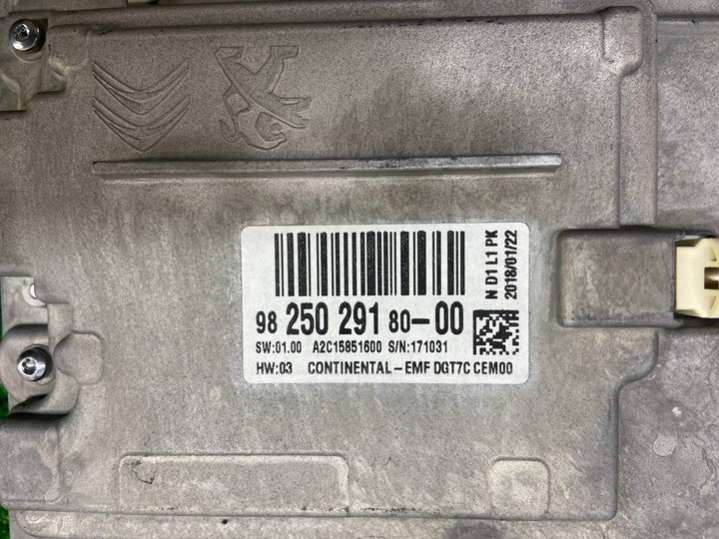 N D1 L1 PK
2018/01/22
98 250 291 80-00
SW:01.00 A2C15851600 S/N:171031
HW:03 CONTINENTAL-EMF DGT7C CEM00